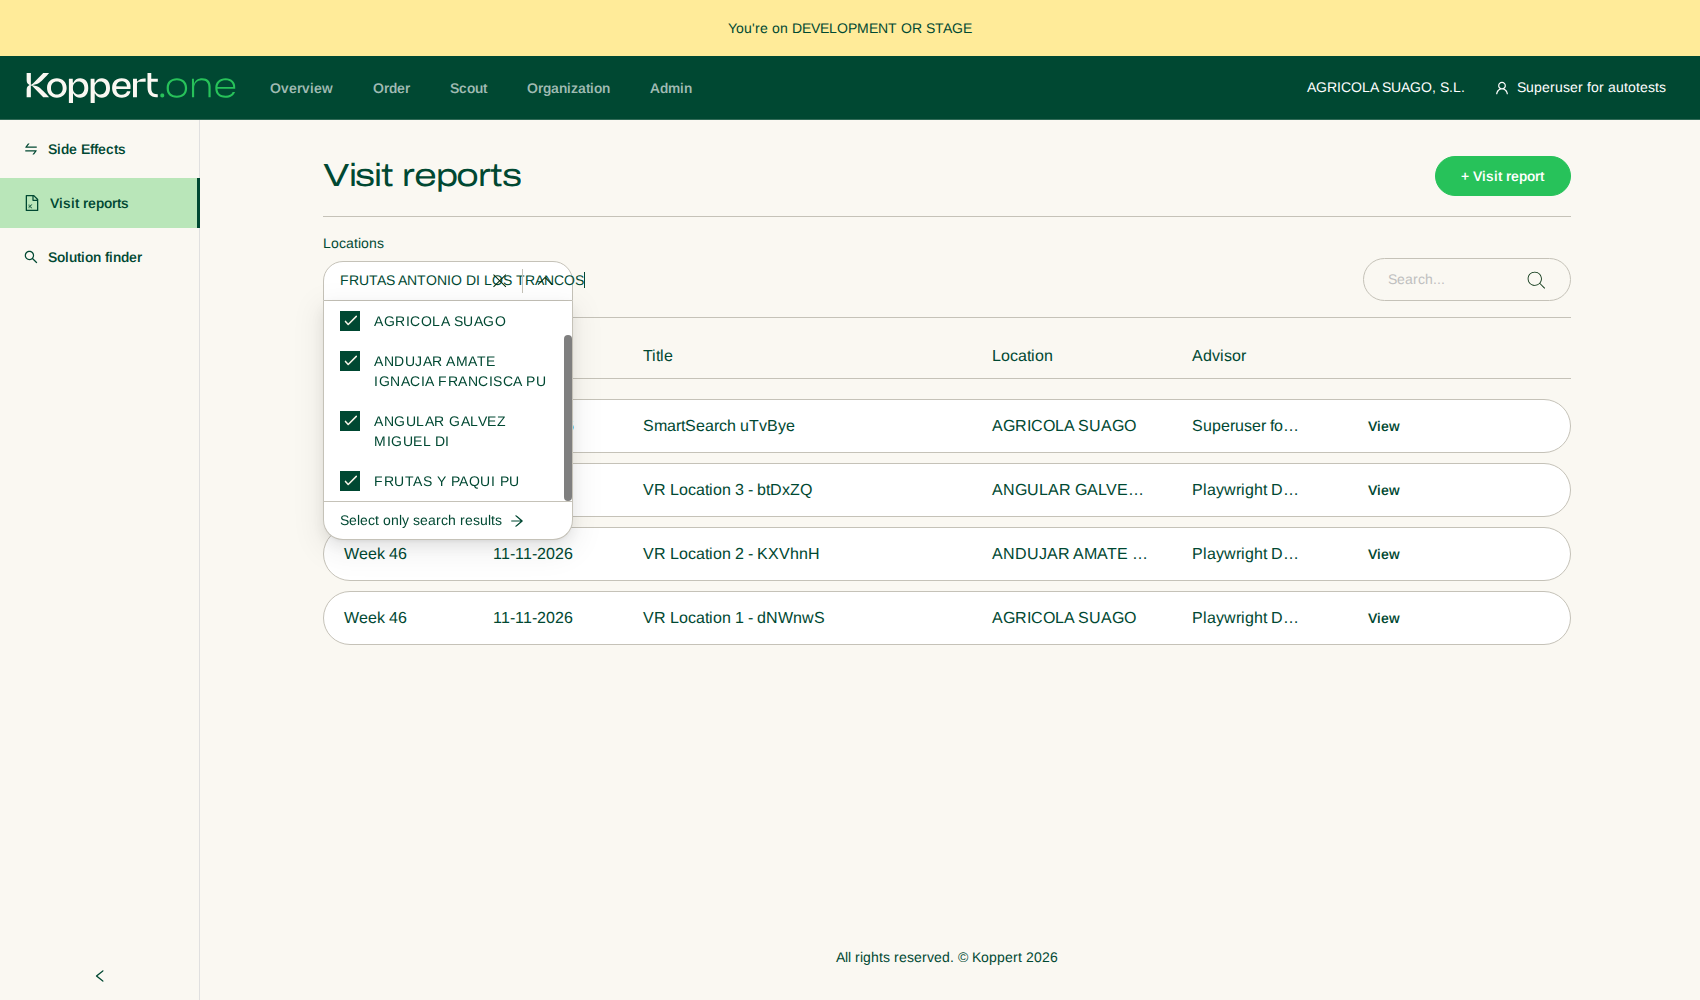 You're on DEVELOPMENT OR STAGE
Koppert.one
Overview
Order
Scout
Organization
Admin
AGRICOLA SUAGO, S.L.
Superuser for autotests
Side Effects
Visit reports
Solution finder
Visit reports
+ Visit report
Locations
FRUTAS ANTONIO DI LOS TRANCOS
Search...
AGRICOLA SUAGO
ANDUJAR AMATE
IGNACIA FRANCISCA PU
ANGULAR GALVEZ
MIGUEL DI
FRUTAS Y PAQUI PU
Select only search results
Title Location Advisor
SmartSearch uTvBye AGRICOLA SUAGO Superuser fo... View
VR Location 3 - btDxZQ ANGULAR GALVE... Playwright D... View
Week 46 11-11-2026 VR Location 2 - KXVhnH ANDUJAR AMATE ... Playwright D... View
Week 46 11-11-2026 VR Location 1 - dNWnwS AGRICOLA SUAGO Playwright D... View
All rights reserved. © Koppert 2026